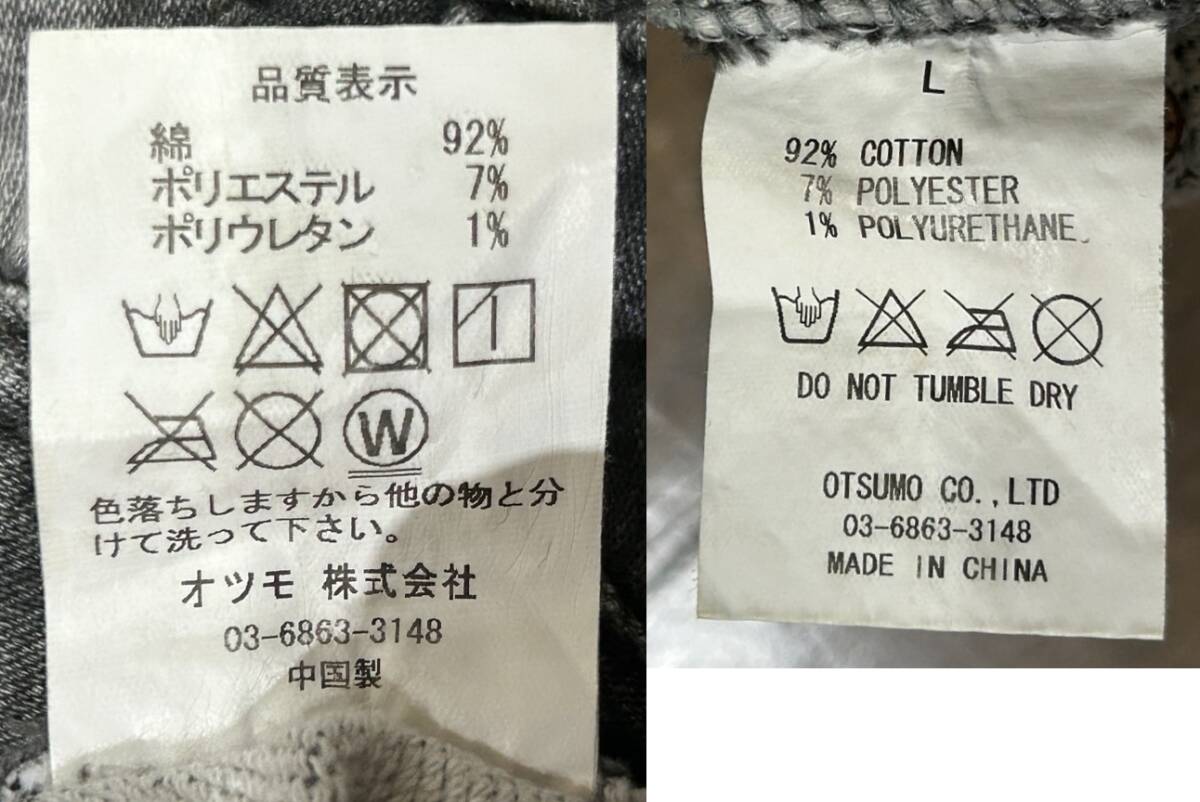 品質表示
綿 92%
ポリエステル 7%
ポリウレタン 1%
W
色落ちしますから他の物と分
けて洗って下さい。
オツモ 株式会社
03-6863-3148
中国製
L
92% COTTON
7% POLYESTER
1% POLYURETHANE
DO NOT TUMBLE DRY
OTSUMO CO.,LTD
03-6863-3148
MADE IN CHINA